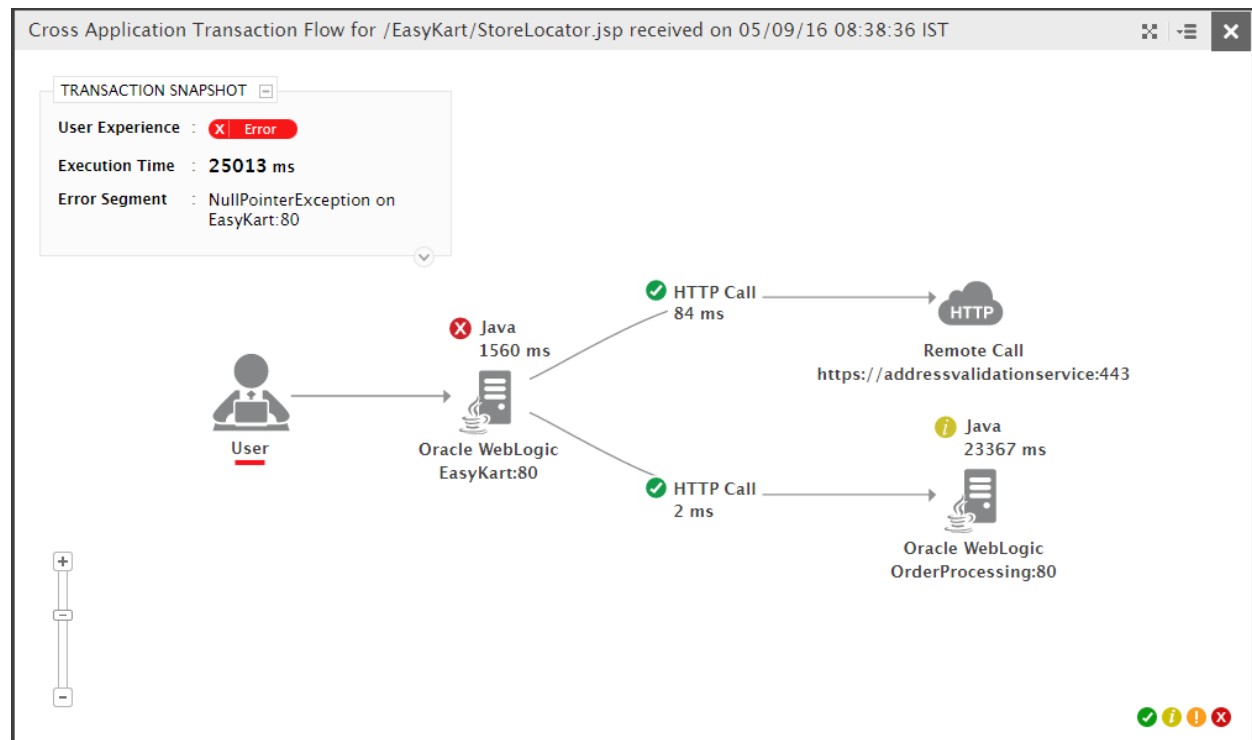 Cross Application Transaction Flow for /EasyKart/StoreLocator.jsp received on 05/09/16 08:38:36 IST
TRANSACTION SNAPSHOT
User Experience : X Error
Execution Time : 25013 ms
Error Segment : NullPointerException on
EasyKart:80
HTTP Call
84 ms
HTTP
Remote Call
https://addressvalidationservice:443
Java
1560 ms
User
Oracle WebLogic
EasyKart:80
HTTP Call
2 ms
Java
23367 ms
Oracle WebLogic
OrderProcessing:80